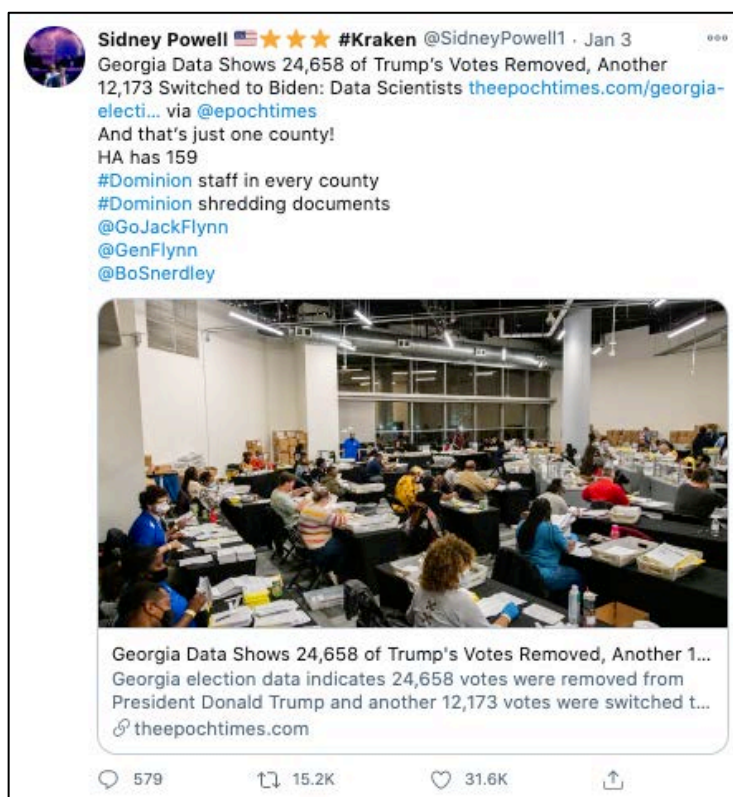 Sidney Powell 🇺🇸⭐⭐⭐ #Kraken @SidneyPowell1 · Jan 3
Georgia Data Shows 24,658 of Trump's Votes Removed, Another
12,173 Switched to Biden: Data Scientists theepochtimes.com/georgia-
electi... via @epochtimes
And that's just one county!
HA has 159
#Dominion staff in every county
#Dominion shredding documents
@GoJackFlynn
@GenFlynn
@BoSnerdley
Georgia Data Shows 24,658 of Trump's Votes Removed, Another 1...
Georgia election data indicates 24,658 votes were removed from
President Donald Trump and another 12,173 votes were switched t...
theepochtimes.com
579 15.2K 31.6K